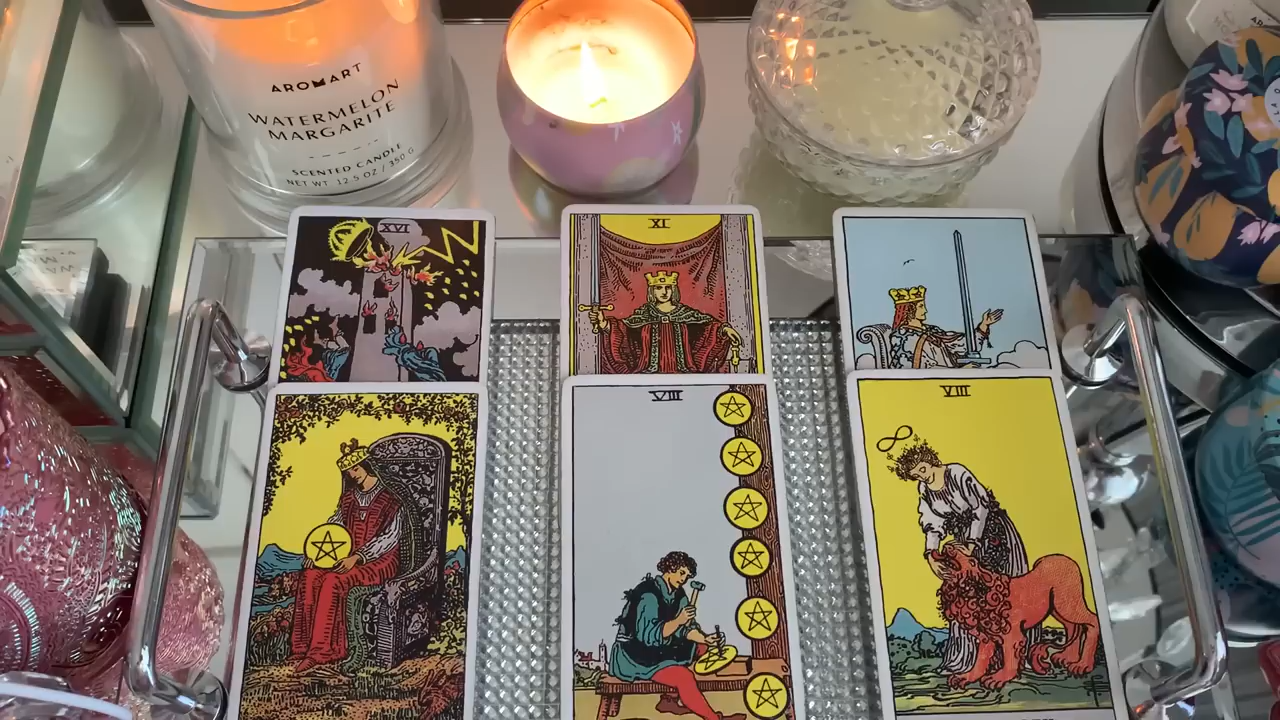 AROMART
WATERMELON
MARGARITE
SCENTED CANDLE
NET WT 12.5 OZ / 350 G
XVI
XI
VIII
VIII